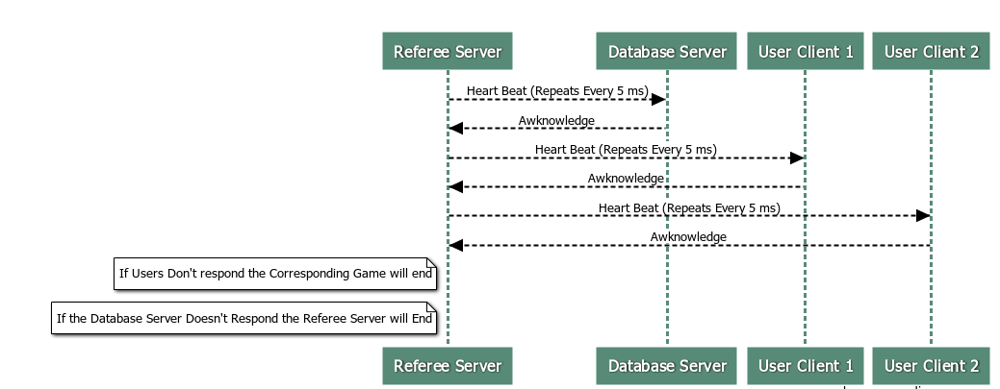 Referee Server Database Server User Client 1 User Client 2
Heart Beat (Repeats Every 5 ms)
Awknowledge
Heart Beat (Repeats Every 5 ms)
Awknowledge
Heart Beat (Repeats Every 5 ms)
Awknowledge
If Users Don't respond the Corresponding Game will end
If the Database Server Doesn't Respond the Referee Server will End
Referee Server Database Server User Client 1 User Client 2